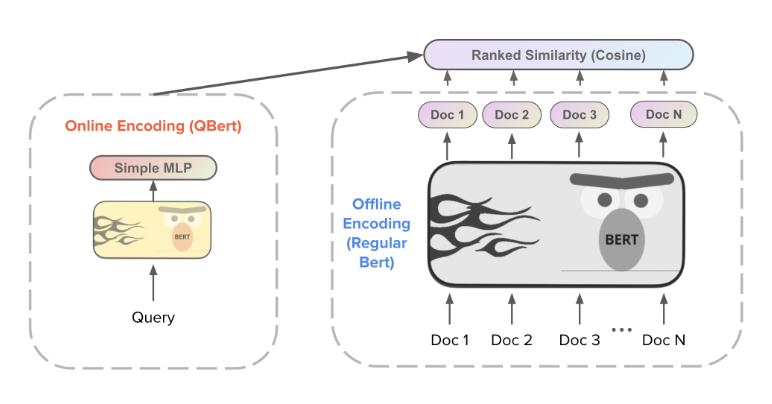 Ranked Similarity (Cosine)
Online Encoding (QBert)
Simple MLP
BERT
Query
Doc 1
Doc 2
Doc 3
Doc N
Offline
Encoding
(Regular
Bert)
BERT
Doc 1
Doc 2
Doc 3
...
Doc N